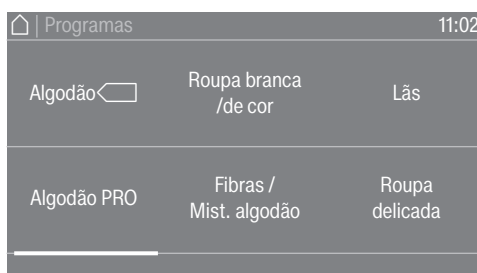 | Programas 11:02
Algodão
Roupa branca
/de cor
Lãs
Algodão PRO
Fibras /
Mist. algodão
Roupa
delicada